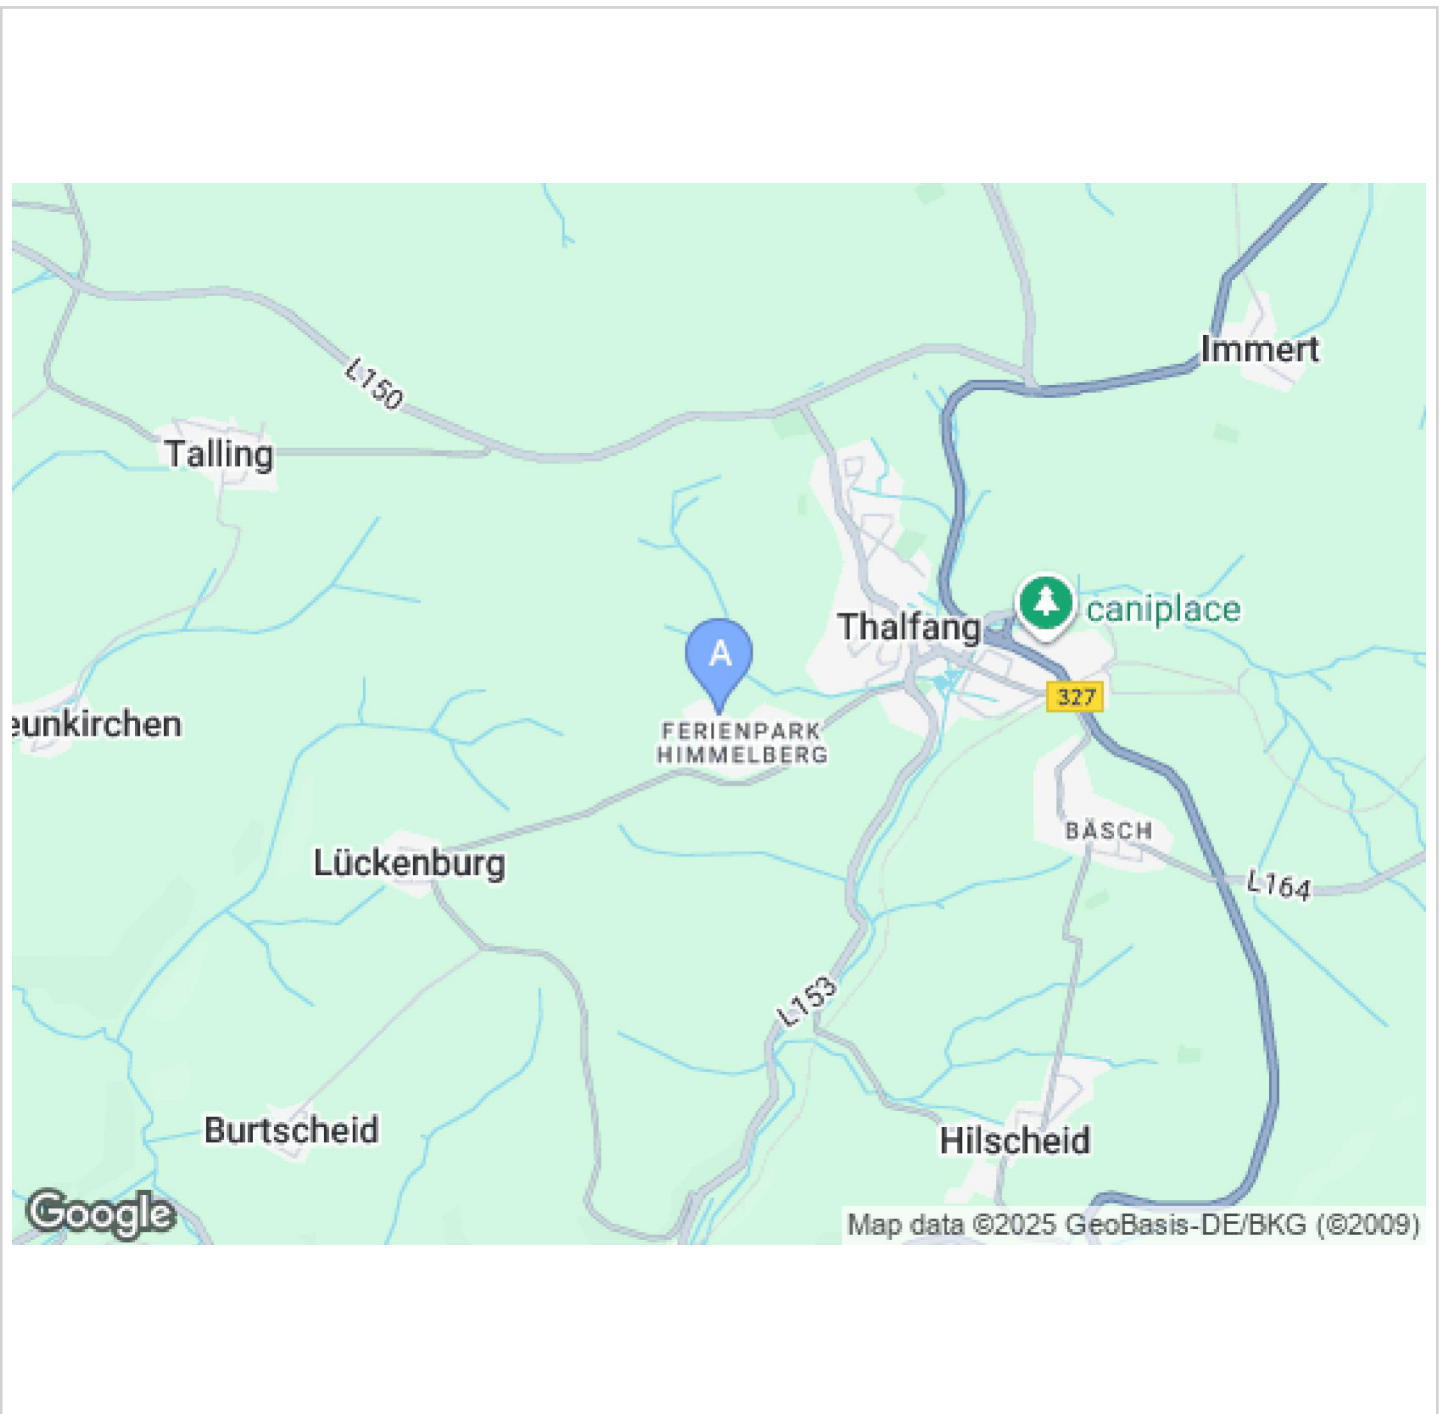 Immert
L150
Talling
caniplace
Thalfang
A
327
eunkirchen
FERIENPARK
HIMMELBERG
BÄSCH
Lückenburg
L164
L153
Burtscheid
Hilscheid
Google
Map data ©2025 GeoBasis-DE/BKG (©2009)